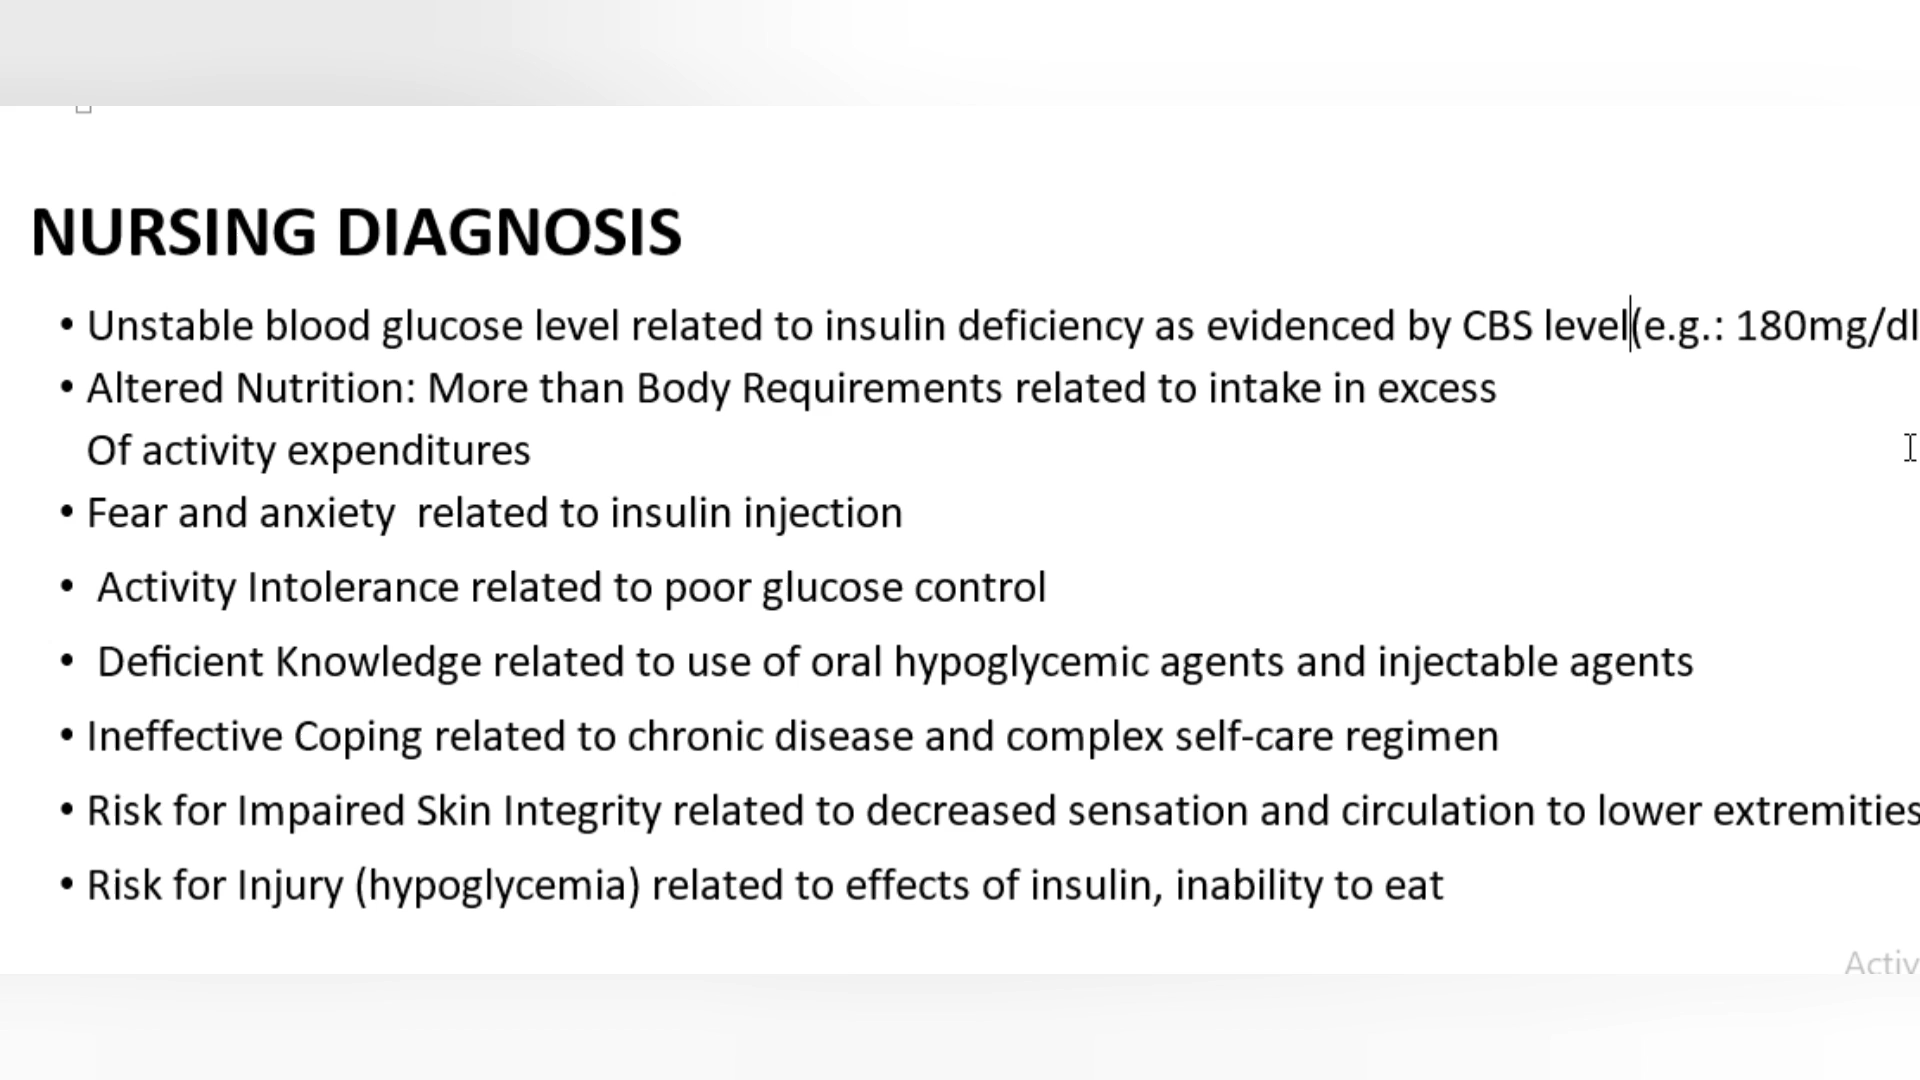 NURSING DIAGNOSIS
• Unstable blood glucose level related to insulin deficiency as evidenced by CBS level(e.g.: 180mg/dl
• Altered Nutrition: More than Body Requirements related to intake in excess
Of activity expenditures
• Fear and anxiety  related to insulin injection
•  Activity Intolerance related to poor glucose control
•  Deficient Knowledge related to use of oral hypoglycemic agents and injectable agents
• Ineffective Coping related to chronic disease and complex self-care regimen
• Risk for Impaired Skin Integrity related to decreased sensation and circulation to lower extremities
• Risk for Injury (hypoglycemia) related to effects of insulin, inability to eat
Activ